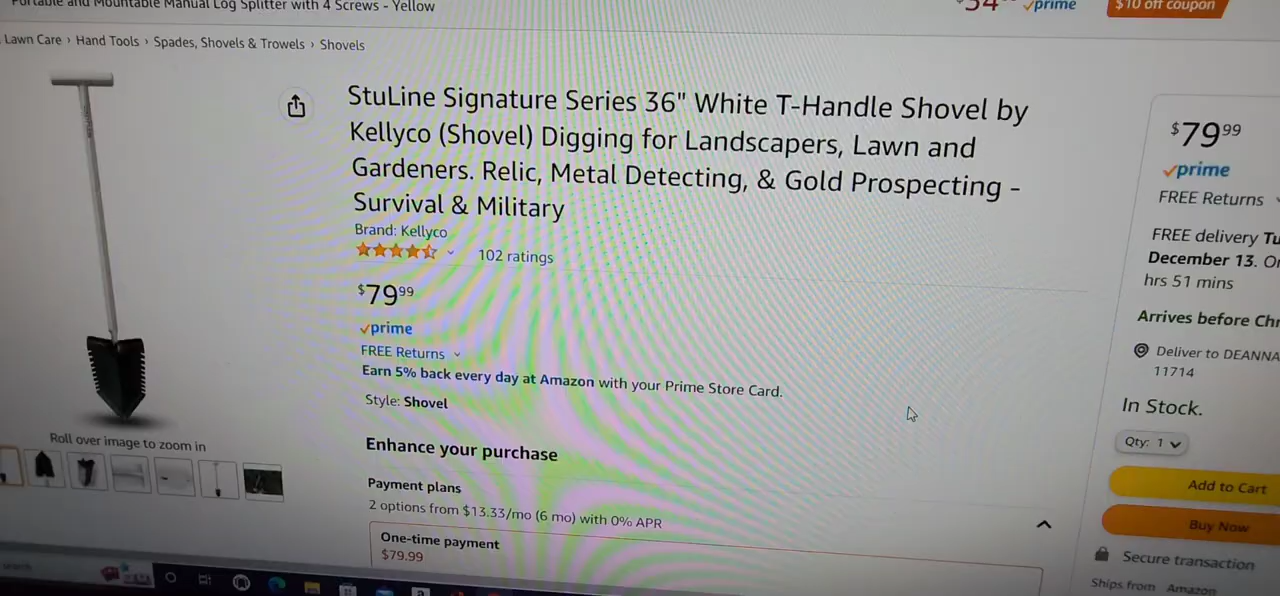 Portable and Mountable Manual Log Splitter with 4 Screws - Yellow
prime
$10 off coupon
Lawn Care › Hand Tools › Spades, Shovels & Trowels › Shovels
StuLine Signature Series 36" White T-Handle Shovel by
Kellyco (Shovel) Digging for Landscapers, Lawn and
Gardeners. Relic, Metal Detecting, & Gold Prospecting -
Survival & Military
Brand: Kellyco
102 ratings
$79.99
prime
FREE Returns
Earn 5% back every day at Amazon with your Prime Store Card.
Style: Shovel
Enhance your purchase
Payment plans
2 options from $13.33/mo (6 mo) with 0% APR
One-time payment
$79.99
Roll over image to zoom in
$79.99
prime
FREE Returns
FREE delivery Tu
December 13. Or
hrs 51 mins
Arrives before Chr
Deliver to DEANNA
11714
In Stock.
Qty: 1
Add to Cart
Buy Now
Secure transaction
Ships from Amazon
search